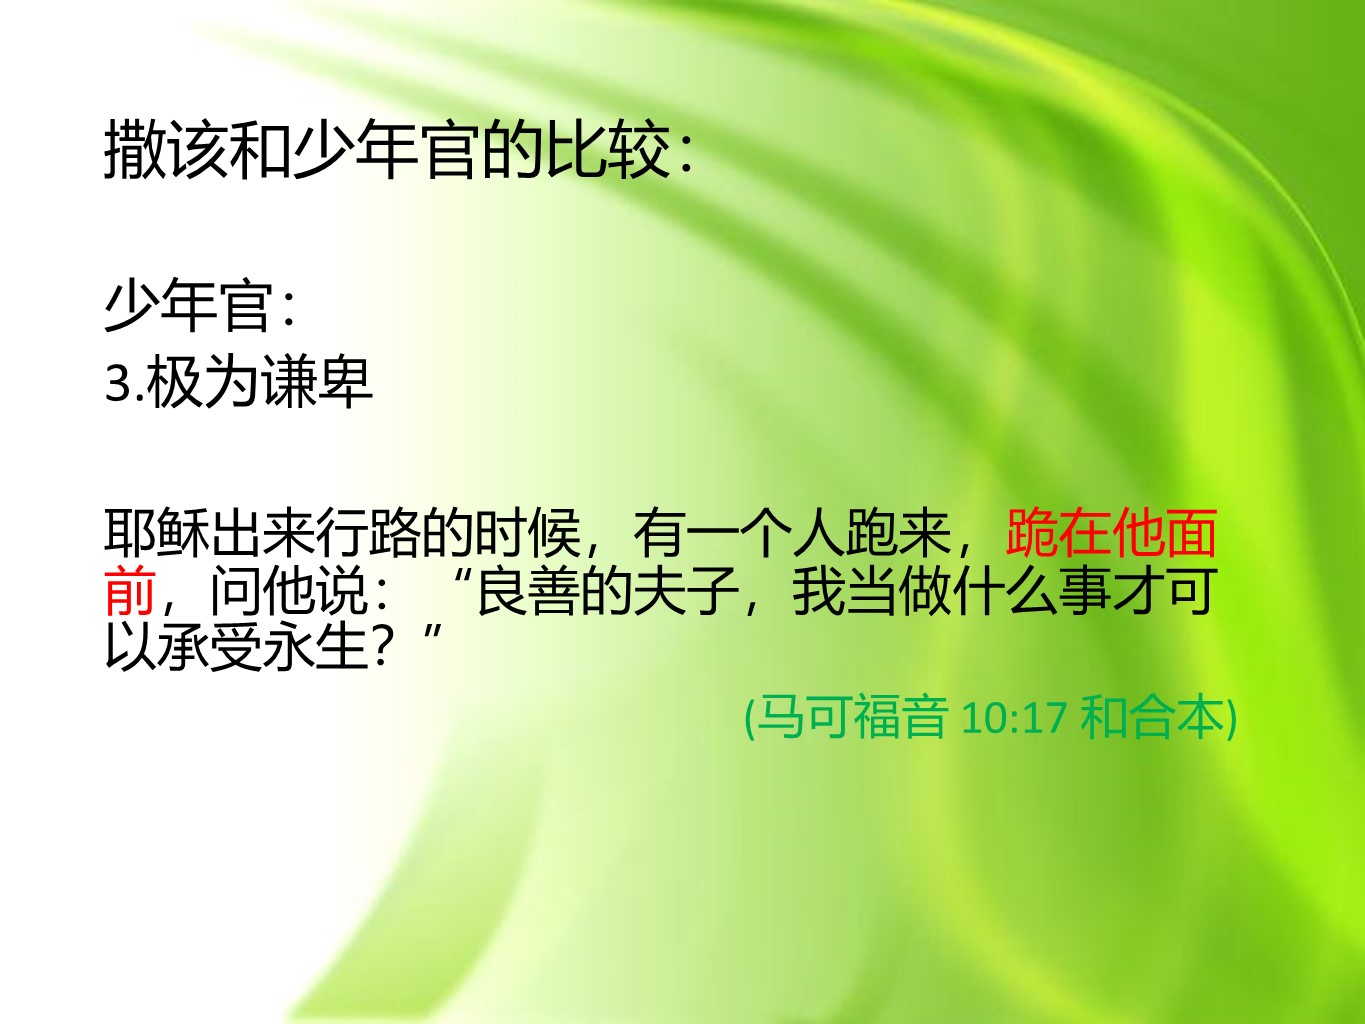 撒该和少年官的比较：
少年官：
3.极为谦卑
耶稣出来行路的时候，有一个人跑来，跪在他面
前，问他说：“良善的夫子，我当做什么事才可
以承受永生？”
(马可福音 10:17 和合本)